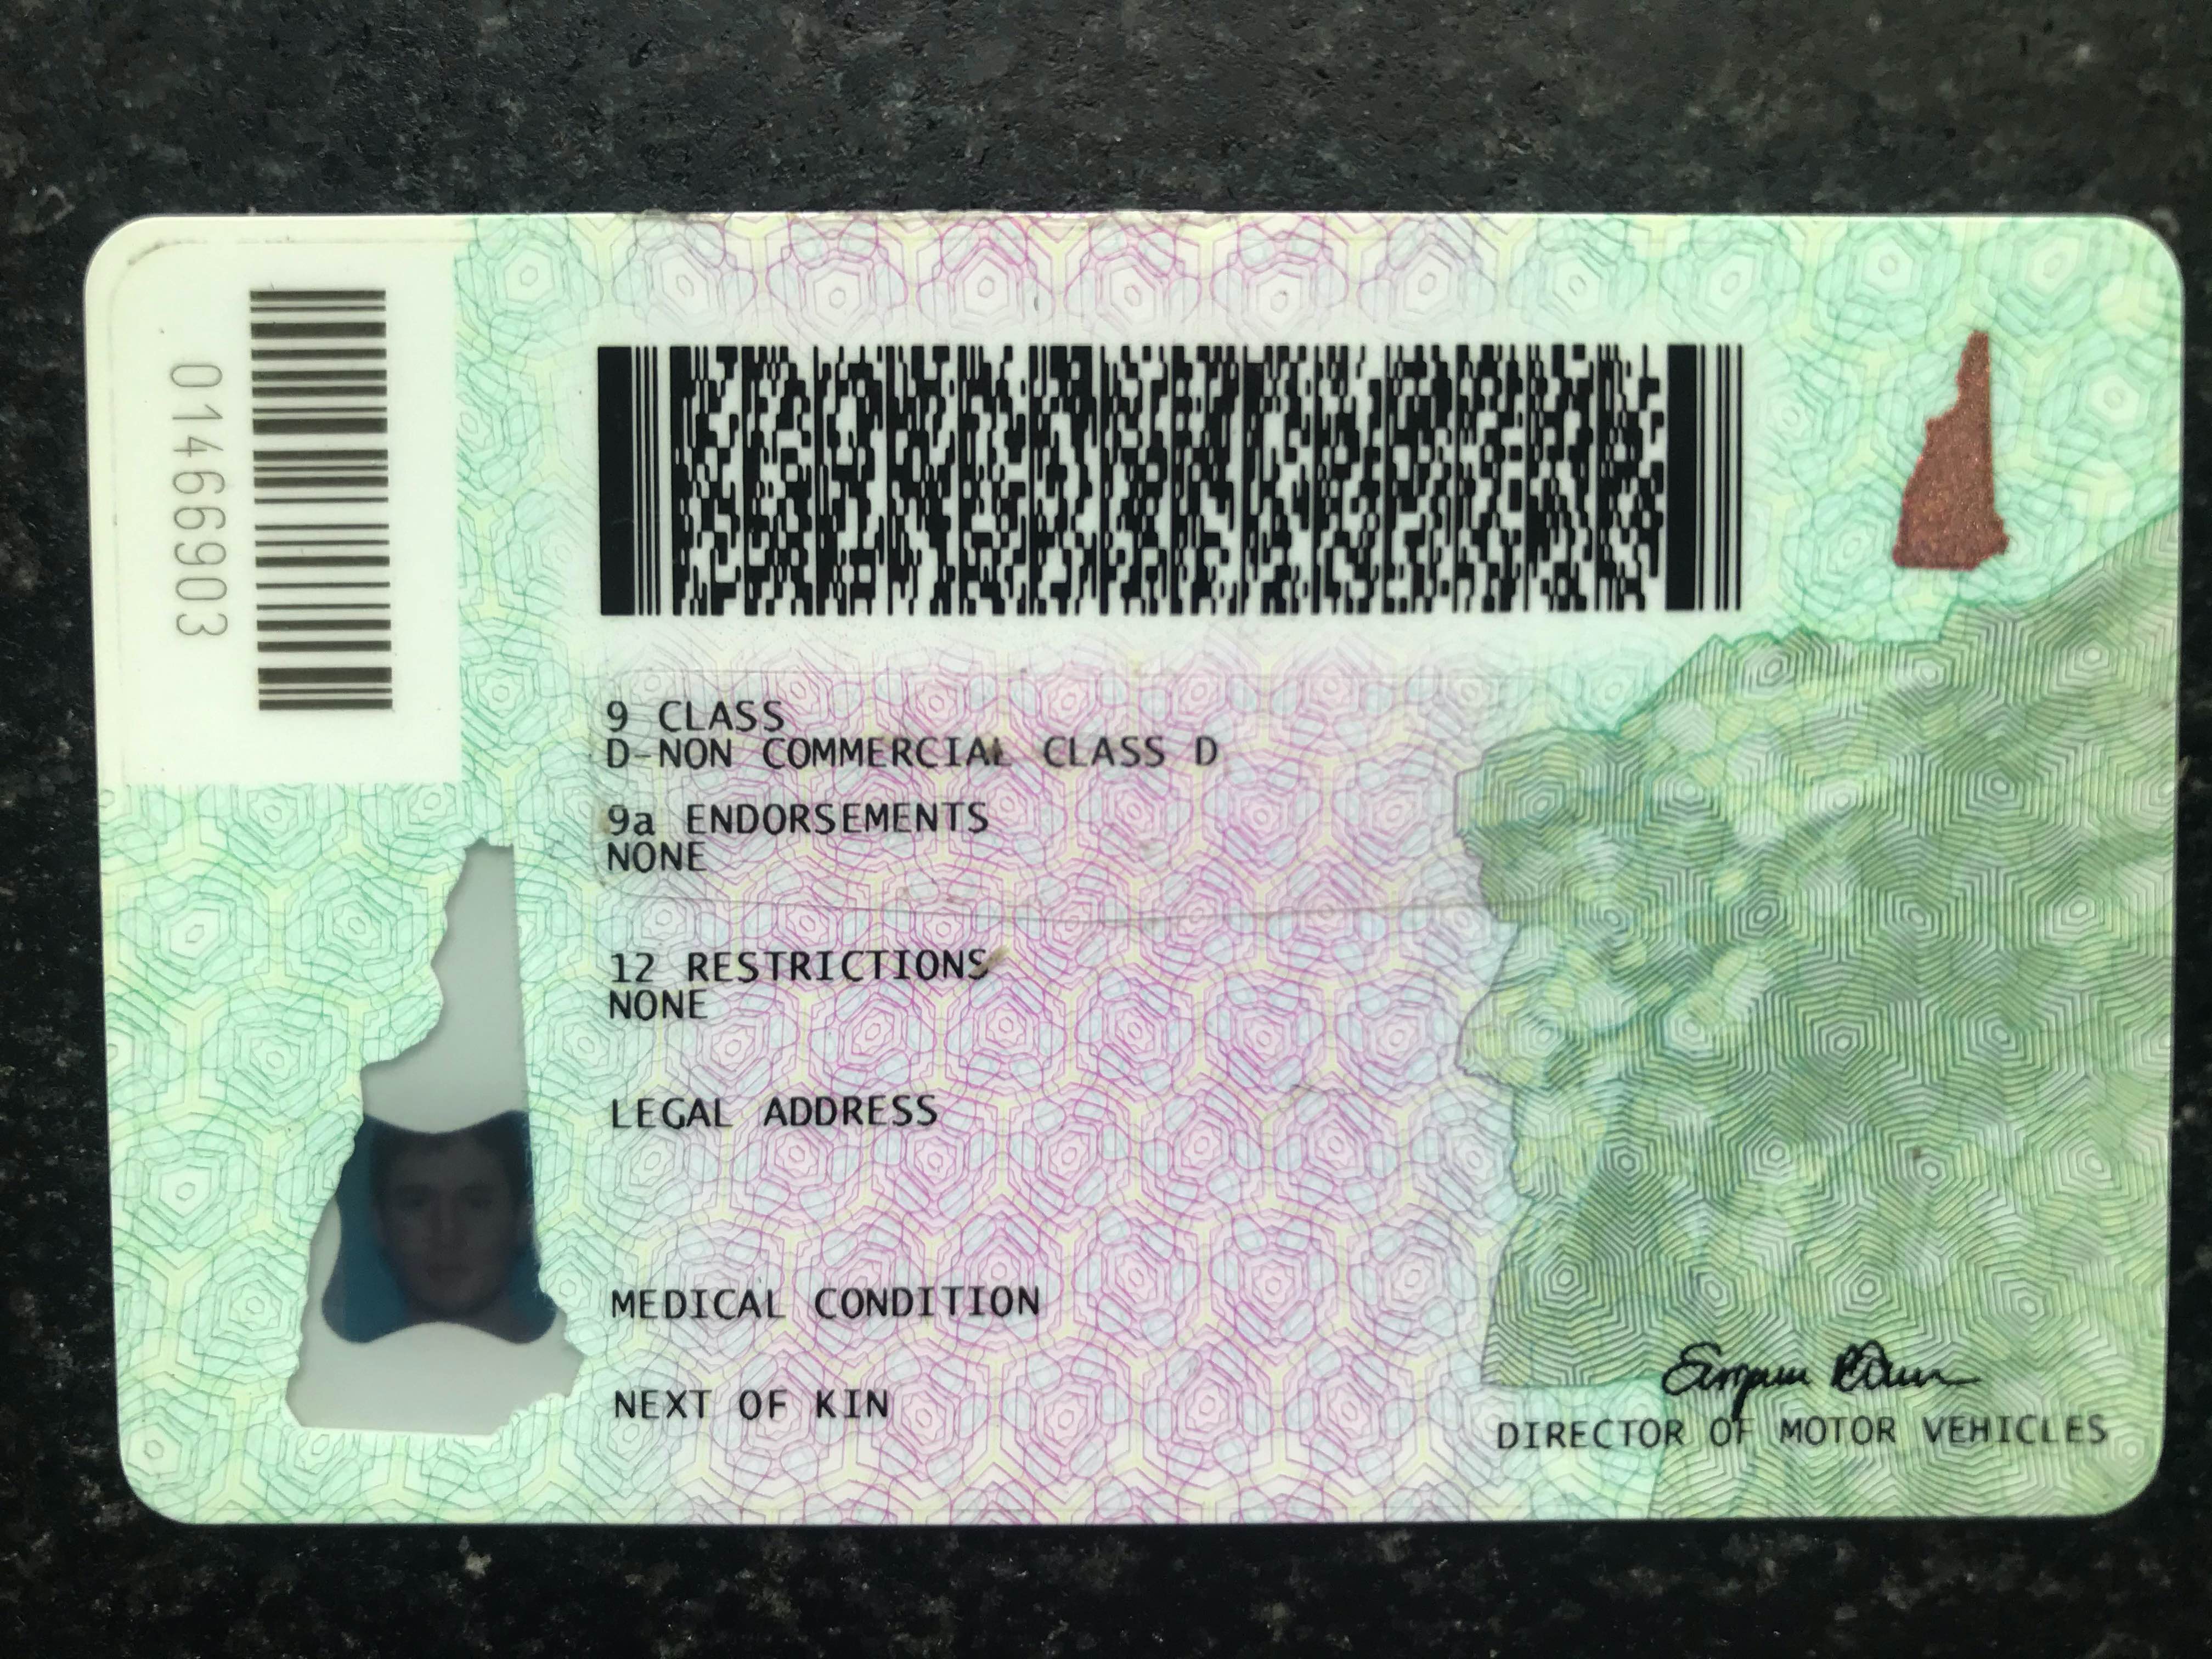 01466903
9 CLASS
D-NON COMMERCIAL CLASS D
9a ENDORSEMENTS
NONE
12 RESTRICTIONS
NONE
LEGAL ADDRESS
MEDICAL CONDITION
NEXT OF KIN
DIRECTOR OF MOTOR VEHICLES